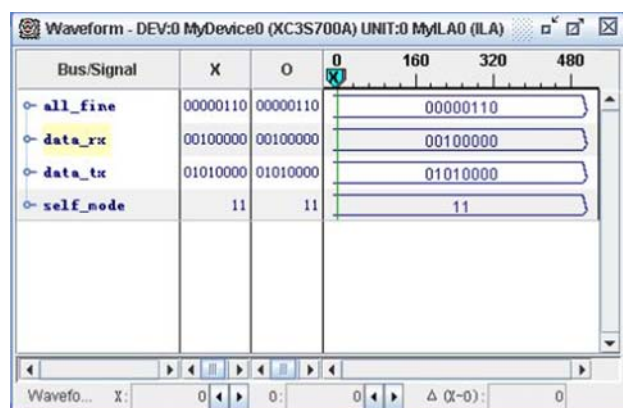 Waveform - DEV:0 MyDevice0 (XC3S700A) UNIT:0 MyILA0 (ILA)
Bus/Signal X O 0 160 320 480
X
all_fine 00000110 00000110 00000110
data_rx 00100000 00100000 00100000
data_tx 01010000 01010000 01010000
self_mode 11 11 11
Wavefo... X: 0 O: 0 Δ (X-O): 0